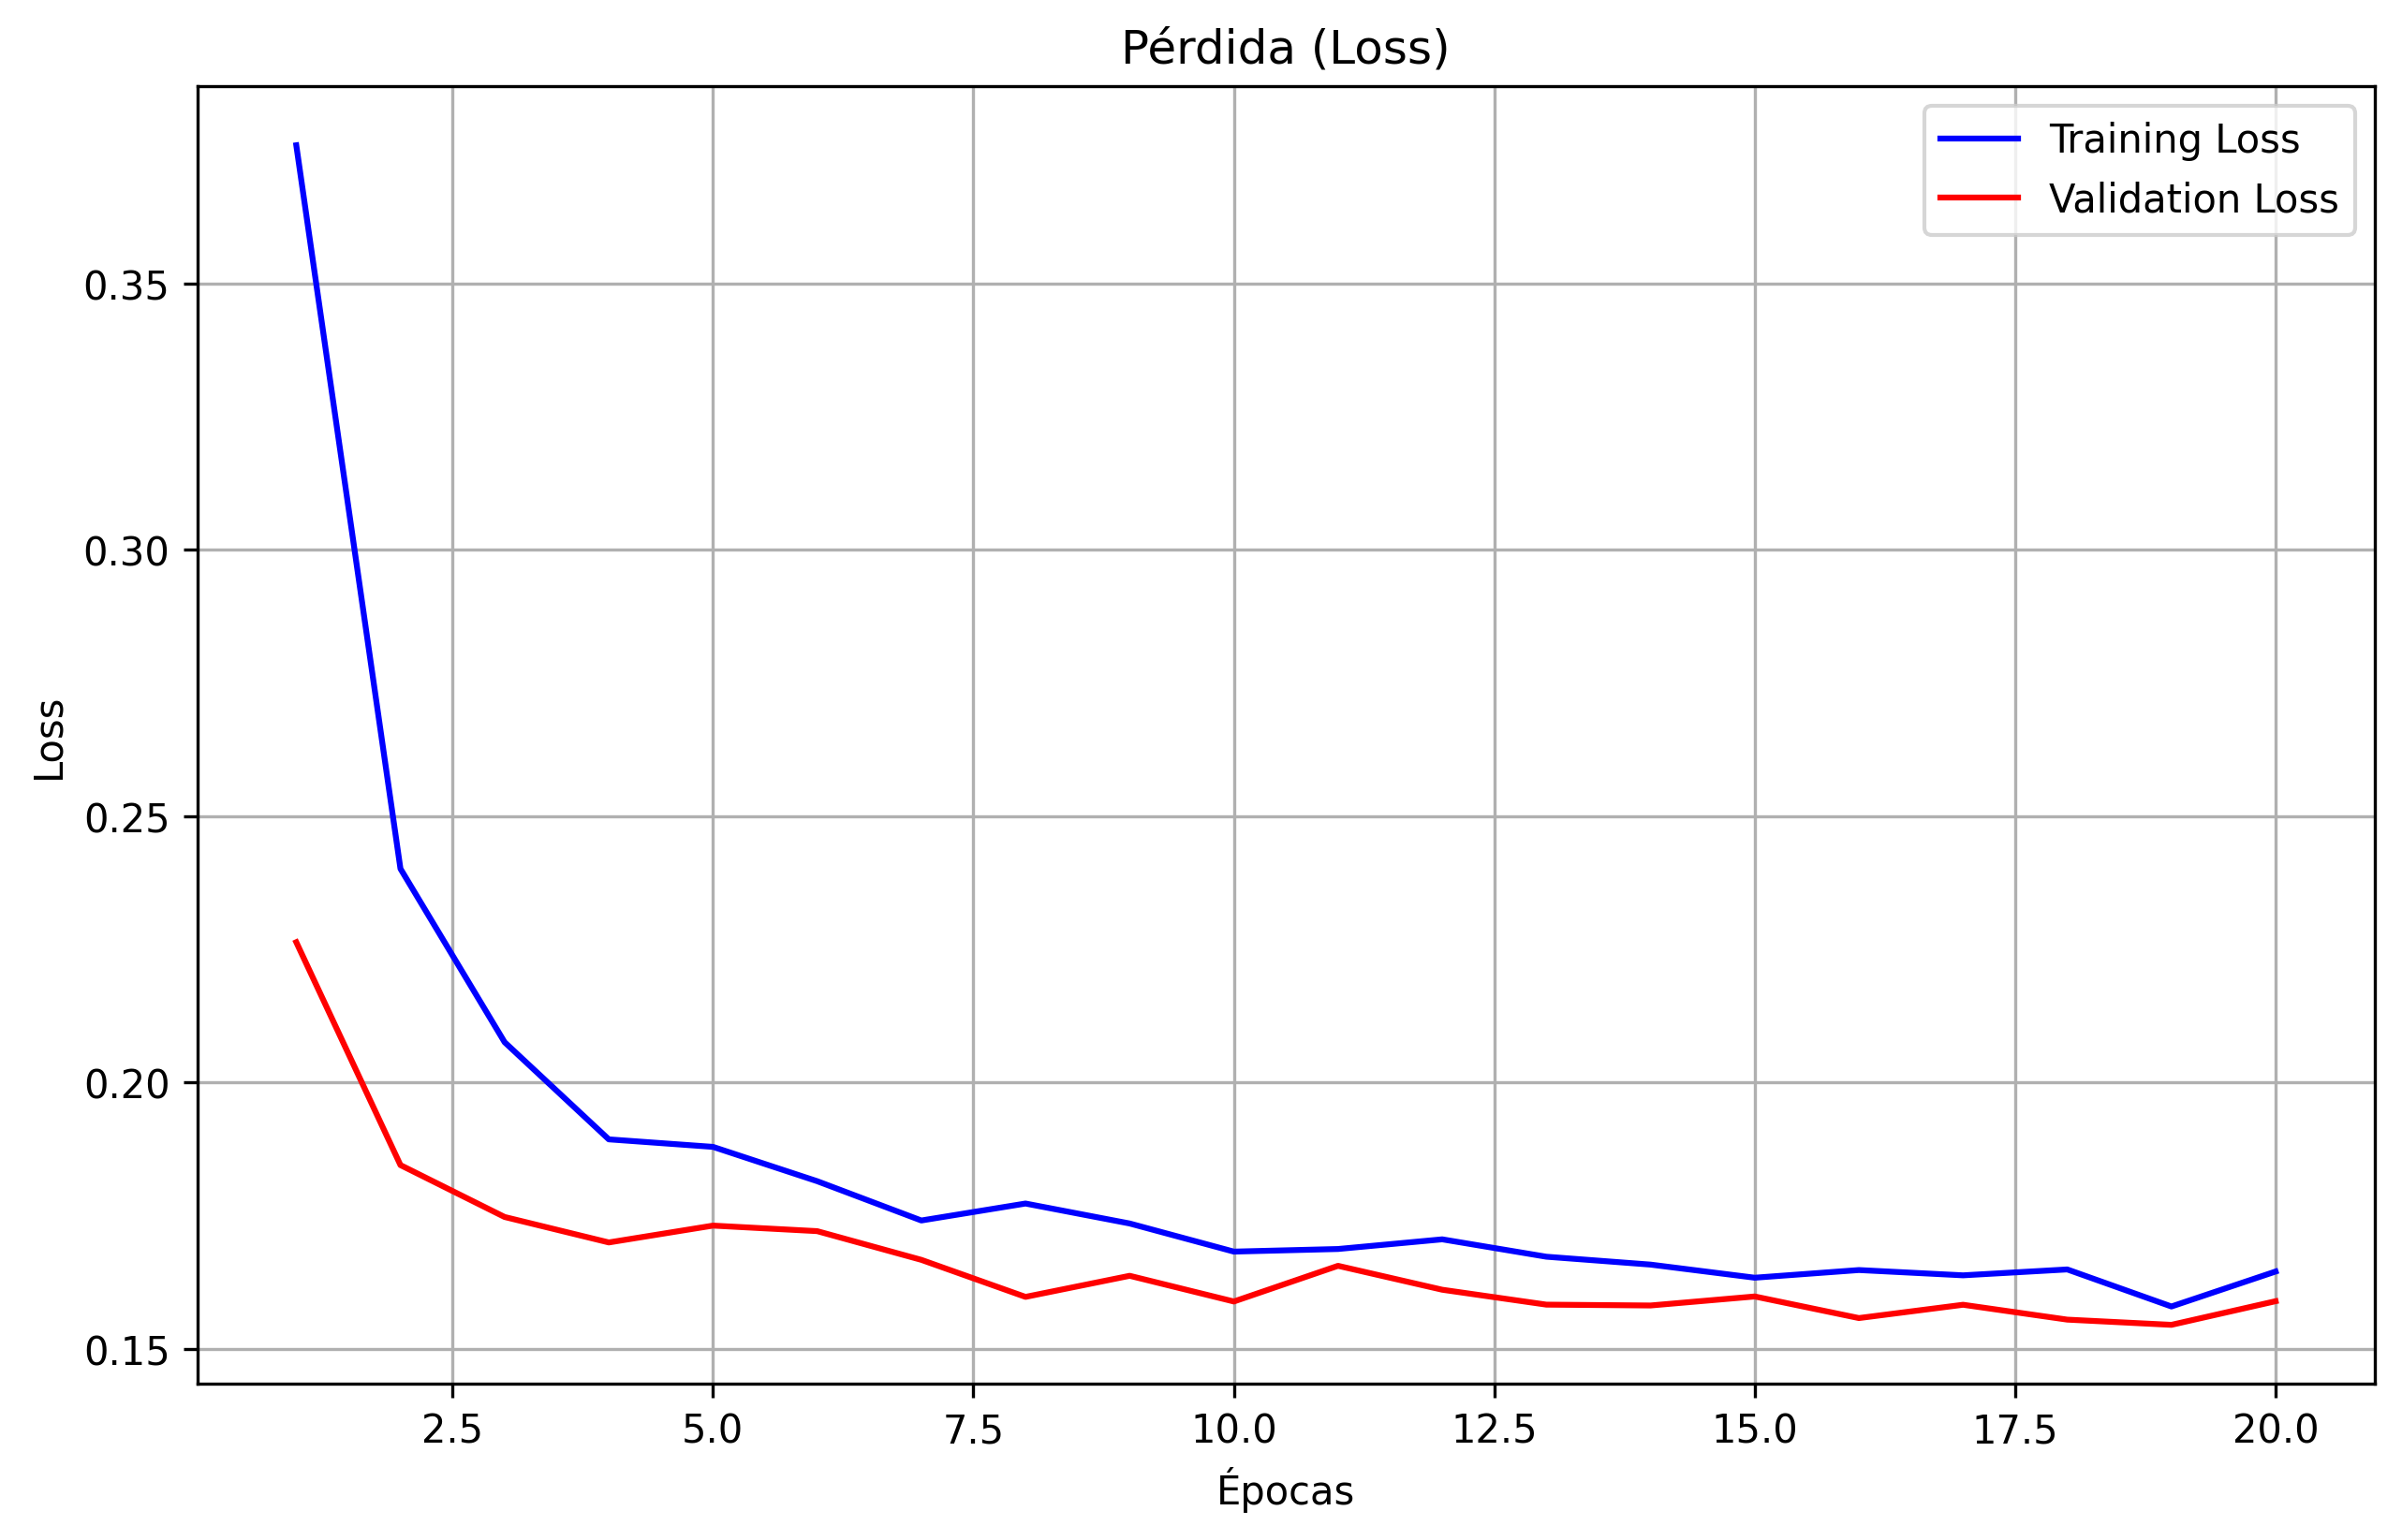 Pérdida (Loss)
Training Loss
Validation Loss
0.35
0.30
0.25
0.20
0.15
Loss
2.5 5.0 7.5 10.0 12.5 15.0 17.5 20.0
Épocas